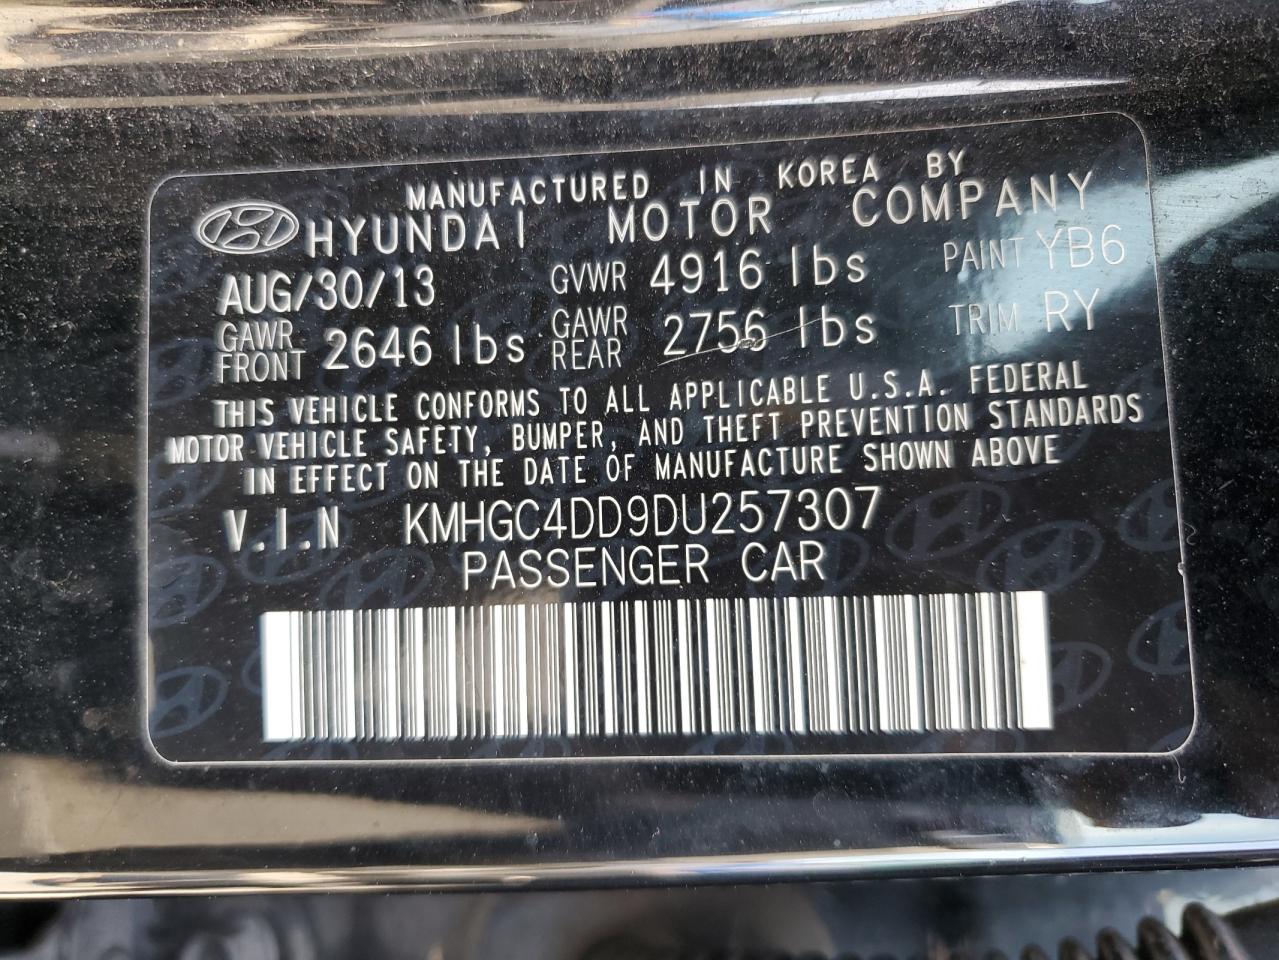 MANUFACTURED IN KOREA BY
HYUNDAI MOTOR COMPANY
AUG/30/13 GVWR 4916 lbs PAINT YB6
GAWR FRONT 2646 lbs GAWR REAR 2756 lbs TRIM RY
THIS VEHICLE CONFORMS TO ALL APPLICABLE U.S.A. FEDERAL
MOTOR VEHICLE SAFETY, BUMPER, AND THEFT PREVENTION STANDARDS
IN EFFECT ON THE DATE OF MANUFACTURE SHOWN ABOVE
V.I.N KMHGC4DD9DU257307
PASSENGER CAR